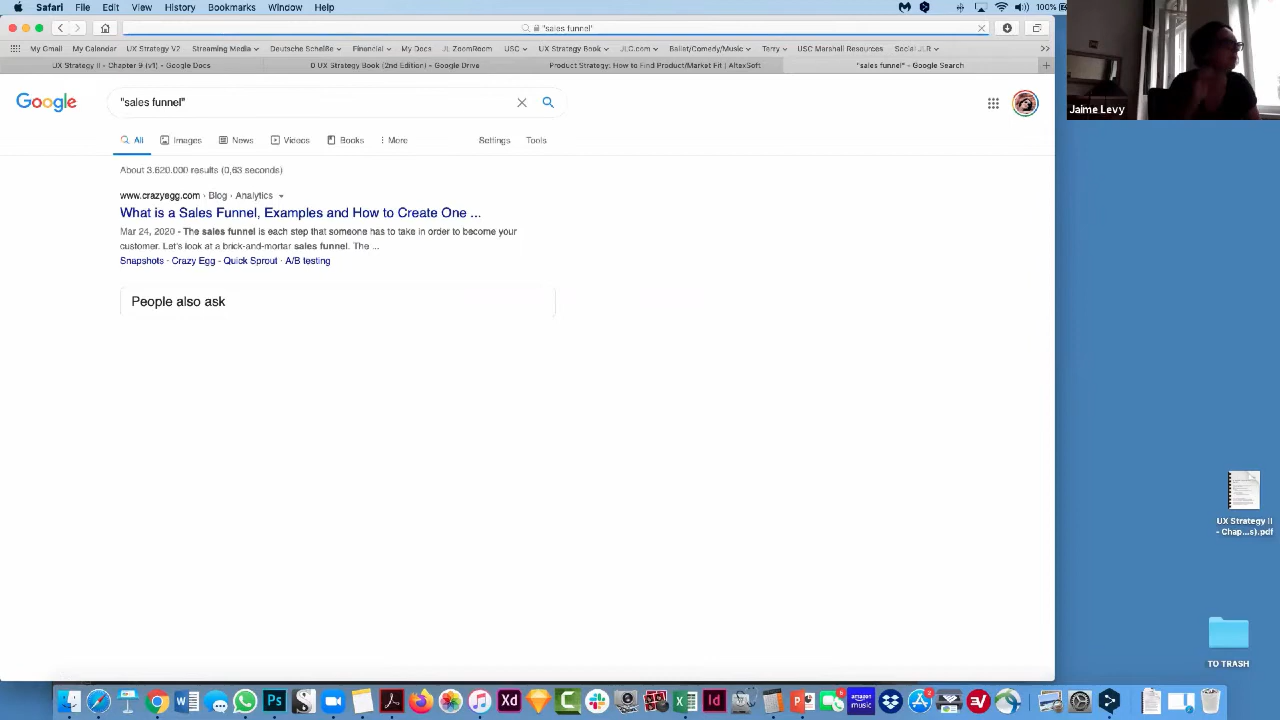 Safari File Edit View History Bookmarks Window Help 100%
"sales funnel"
My Gmail My Calendar UX Strategy V2 Streaming Media Deutsche Scheiße Financial My Docs JL ZoomRoom USC UX Strategy Book JLC.com Ballet/Comedy/Music Terry USC Marshall Resources Social JLR
UX Strategy II - Chapter 9 (v1) - Google Docs 0 UX Strategy Book (2nd Edition) - Google Drive Product Strategy: How to Find Product/Market Fit | AltexSoft "sales funnel" - Google Search
Jaime Levy
Google "sales funnel"
All Images News Videos Books More Settings Tools
About 3.620.000 results (0,63 seconds)
www.crazyegg.com › Blog › Analytics
What is a Sales Funnel, Examples and How to Create One ...
Mar 24, 2020 - The sales funnel is each step that someone has to take in order to become your
customer. Let's look at a brick-and-mortar sales funnel. The ...
Snapshots · Crazy Egg - Quick Sprout · A/B testing
People also ask
UX Strategy II
- Chap...s).pdf
TO TRASH
Ps Xd Id amazon music